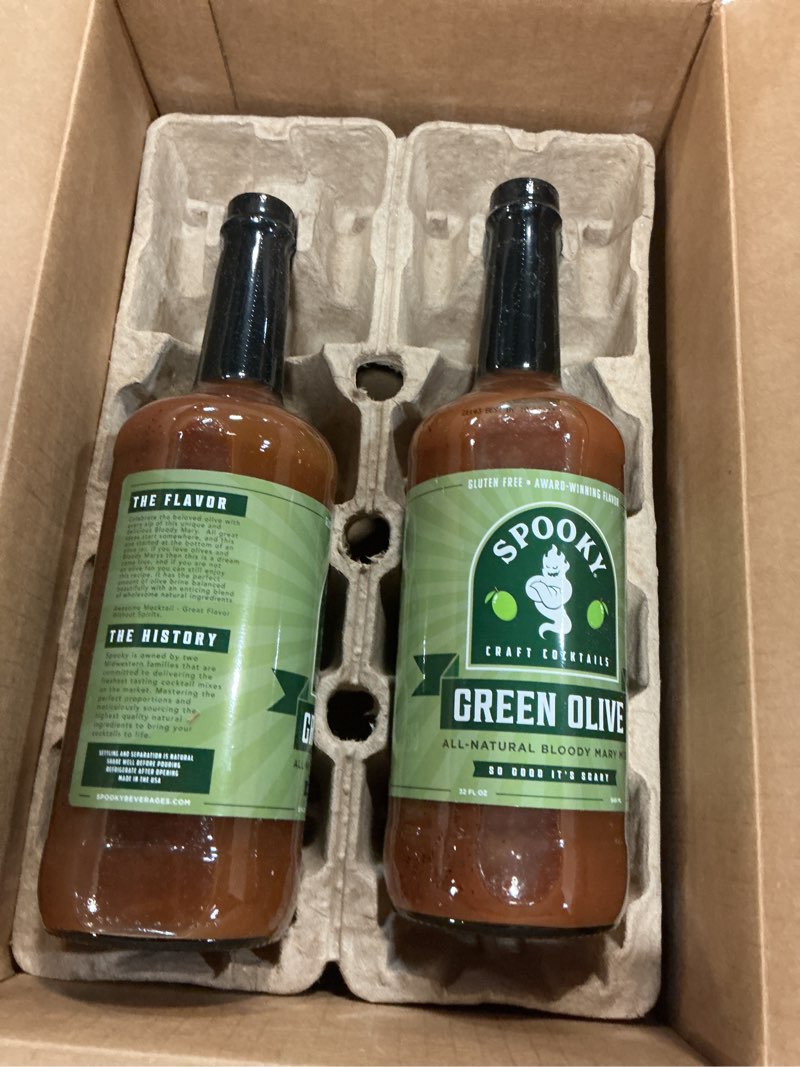 THE FLAVOR
Celebrate the beloved olive with
every sip of this unique and
delicious Bloody Mary. All great
ideas start somewhere, and this
one started at the bottom of an
olive jar. If you love olives and
Bloody Marys then this is a dream
come true, and if you are not
an olive fan you can still enjoy
this recipe. It has the perfect
amount of olive brine balanced
beautifully with an enticing blend
of wholesome natural ingredients.
Awesome Mocktail - Great Flavor
Without Spirits.
THE HISTORY
Spooky is owned by two
Midwestern families that are
committed to delivering the
freshest tasting cocktail mixes
on the market. Mastering the
perfect proportions and
meticulously sourcing the
highest quality natural
ingredients to bring your
cocktails to life.
SETTLING AND SEPARATION IS NATURAL
SHAKE WELL BEFORE POURING
REFRIGERATE AFTER OPENING
MADE IN THE USA
SPOOKYBEVERAGES.COM
G
AL
GLUTEN FREE • AWARD-WINNING FLAVOR
SPOOKY
CRAFT COCKTAILS
GREEN OLIVE
ALL-NATURAL BLOODY MARY M
SO GOOD IT'S SCARY
32 FL OZ